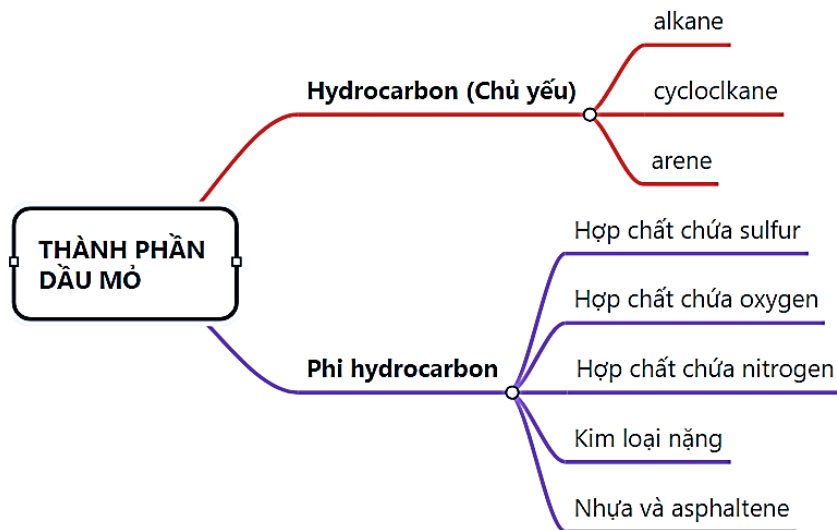 THÀNH PHẦN
DẦU MỎ
Hydrocarbon (Chủ yếu)
alkane
cycloclkane
arene
Phi hydrocarbon
Hợp chất chứa sulfur
Hợp chất chứa oxygen
Hợp chất chứa nitrogen
Kim loại nặng
Nhựa và asphaltene